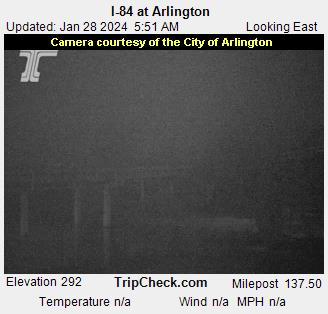 I-84 at Arlington
Updated: Jan 28 2024 5:51 AM Looking East
Camera courtesy of the City of Arlington
Elevation 292 TripCheck.com Milepost 137.50
Temperature n/a Wind n/a MPH n/a